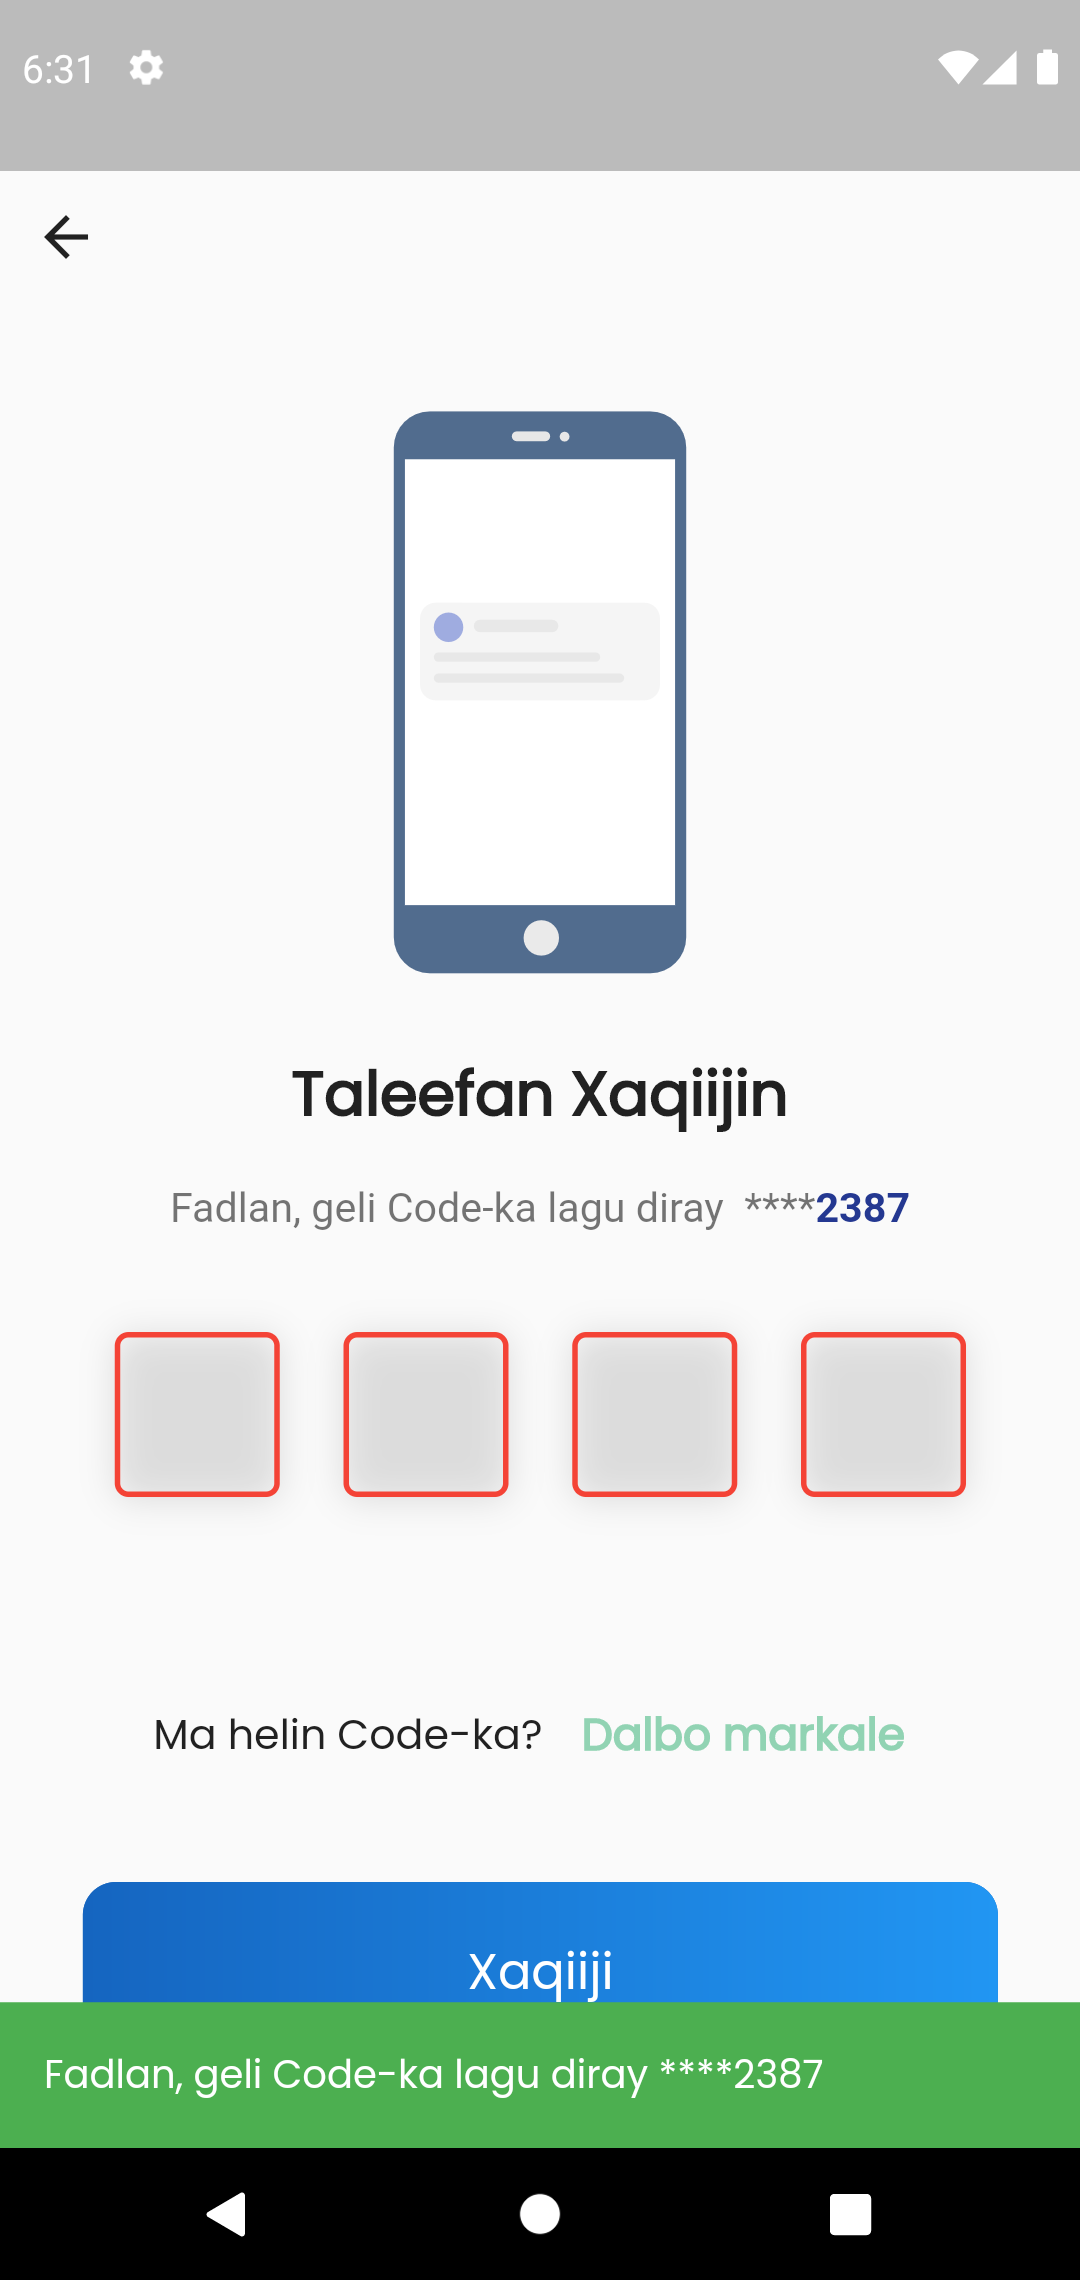 6:31
Taleefan Xaqiijin
Fadlan, geli Code-ka lagu diray ****2387
Ma helin Code-ka? Dalbo markale
Xaqiiji
Fadlan, geli Code-ka lagu diray ****2387